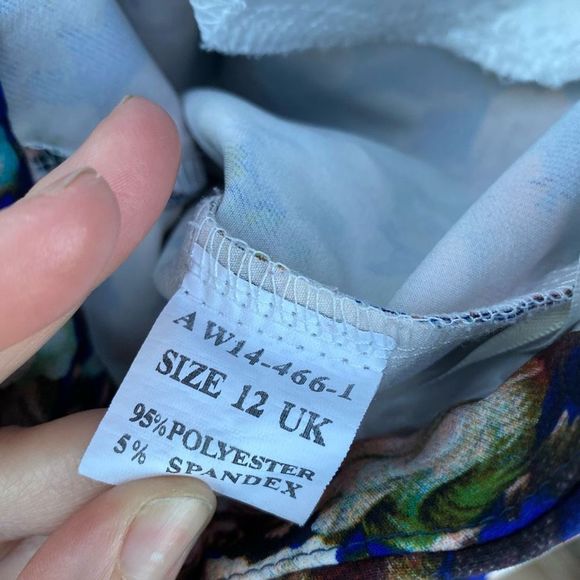 AW14-466-1
SIZE 12 UK
95% POLYESTER
5% SPANDEX